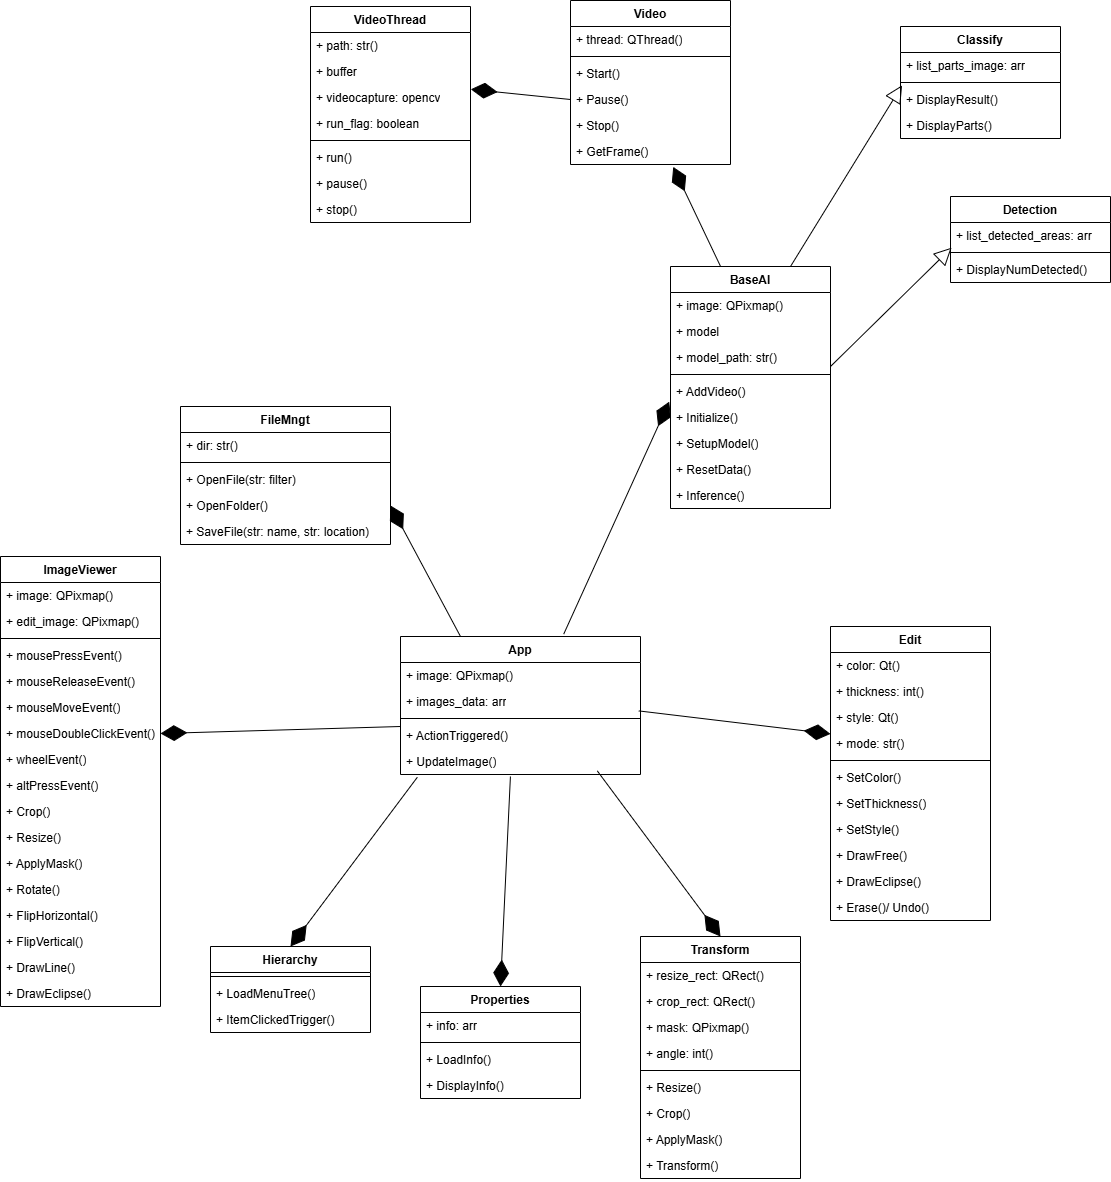 VideoThread
+ path: str()
+ buffer
+ videocapture: opencv
+ run_flag: boolean
+ run()
+ pause()
+ stop()
Video
+ thread: QThread()
+ Start()
+ Pause()
+ Stop()
+ GetFrame()
Classify
+ list_parts_image: arr
+ DisplayResult()
+ DisplayParts()
Detection
+ list_detected_areas: arr
+ DisplayNumDetected()
BaseAI
+ image: QPixmap()
+ model
+ model_path: str()
+ AddVideo()
+ Initialize()
+ SetupModel()
+ ResetData()
+ Inference()
FileMngt
+ dir: str()
+ OpenFile(str: filter)
+ OpenFolder()
+ SaveFile(str: name, str: location)
ImageViewer
+ image: QPixmap()
+ edit_image: QPixmap()
+ mousePressEvent()
+ mouseReleaseEvent()
+ mouseMoveEvent()
+ mouseDoubleClickEvent()
+ wheelEvent()
+ altPressEvent()
+ Crop()
+ Resize()
+ ApplyMask()
+ Rotate()
+ FlipHorizontal()
+ FlipVertical()
+ DrawLine()
+ DrawEclipse()
App
+ image: QPixmap()
+ images_data: arr
+ ActionTriggered()
+ UpdateImage()
Edit
+ color: Qt()
+ thickness: int()
+ style: Qt()
+ mode: str()
+ SetColor()
+ SetThickness()
+ SetStyle()
+ DrawFree()
+ DrawEclipse()
+ Erase()/ Undo()
Hierarchy
+ LoadMenuTree()
+ ItemClickedTrigger()
Properties
+ info: arr
+ LoadInfo()
+ DisplayInfo()
Transform
+ resize_rect: QRect()
+ crop_rect: QRect()
+ mask: QPixmap()
+ angle: int()
+ Resize()
+ Crop()
+ ApplyMask()
+ Transform()